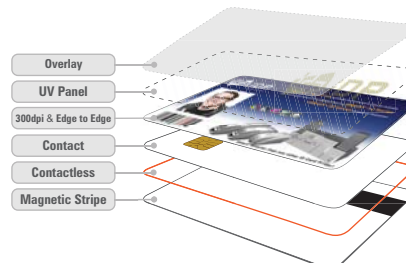 Overlay
UV Panel
300dpi & Edge to Edge
Contact
Contactless
Magnetic Stripe